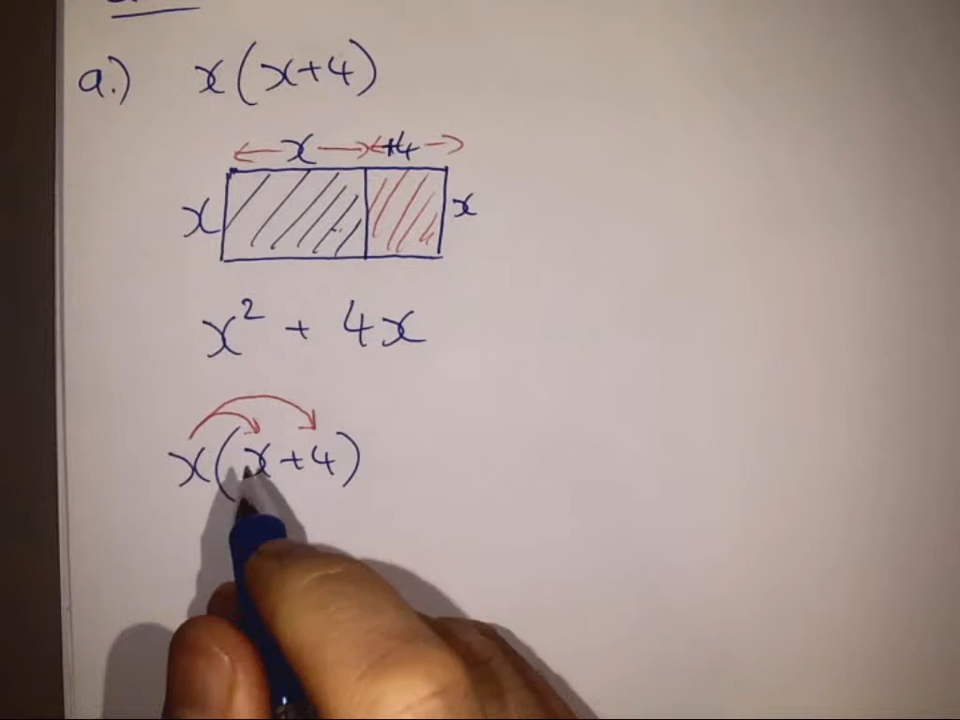 a.) x(x+4)
x +4
x x
x² + 4x
x(x+4)